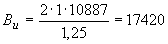 B_u = 2·1·10887 / 1,25 = 17420